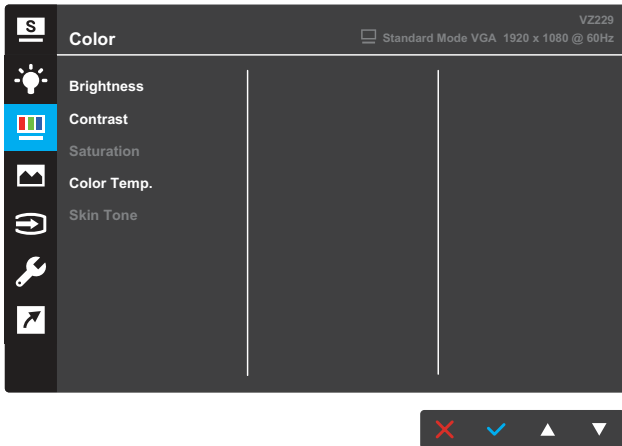 S
VZ229
Color
Standard Mode VGA 1920 x 1080 @ 60Hz
Brightness
Contrast
Saturation
Color Temp.
Skin Tone